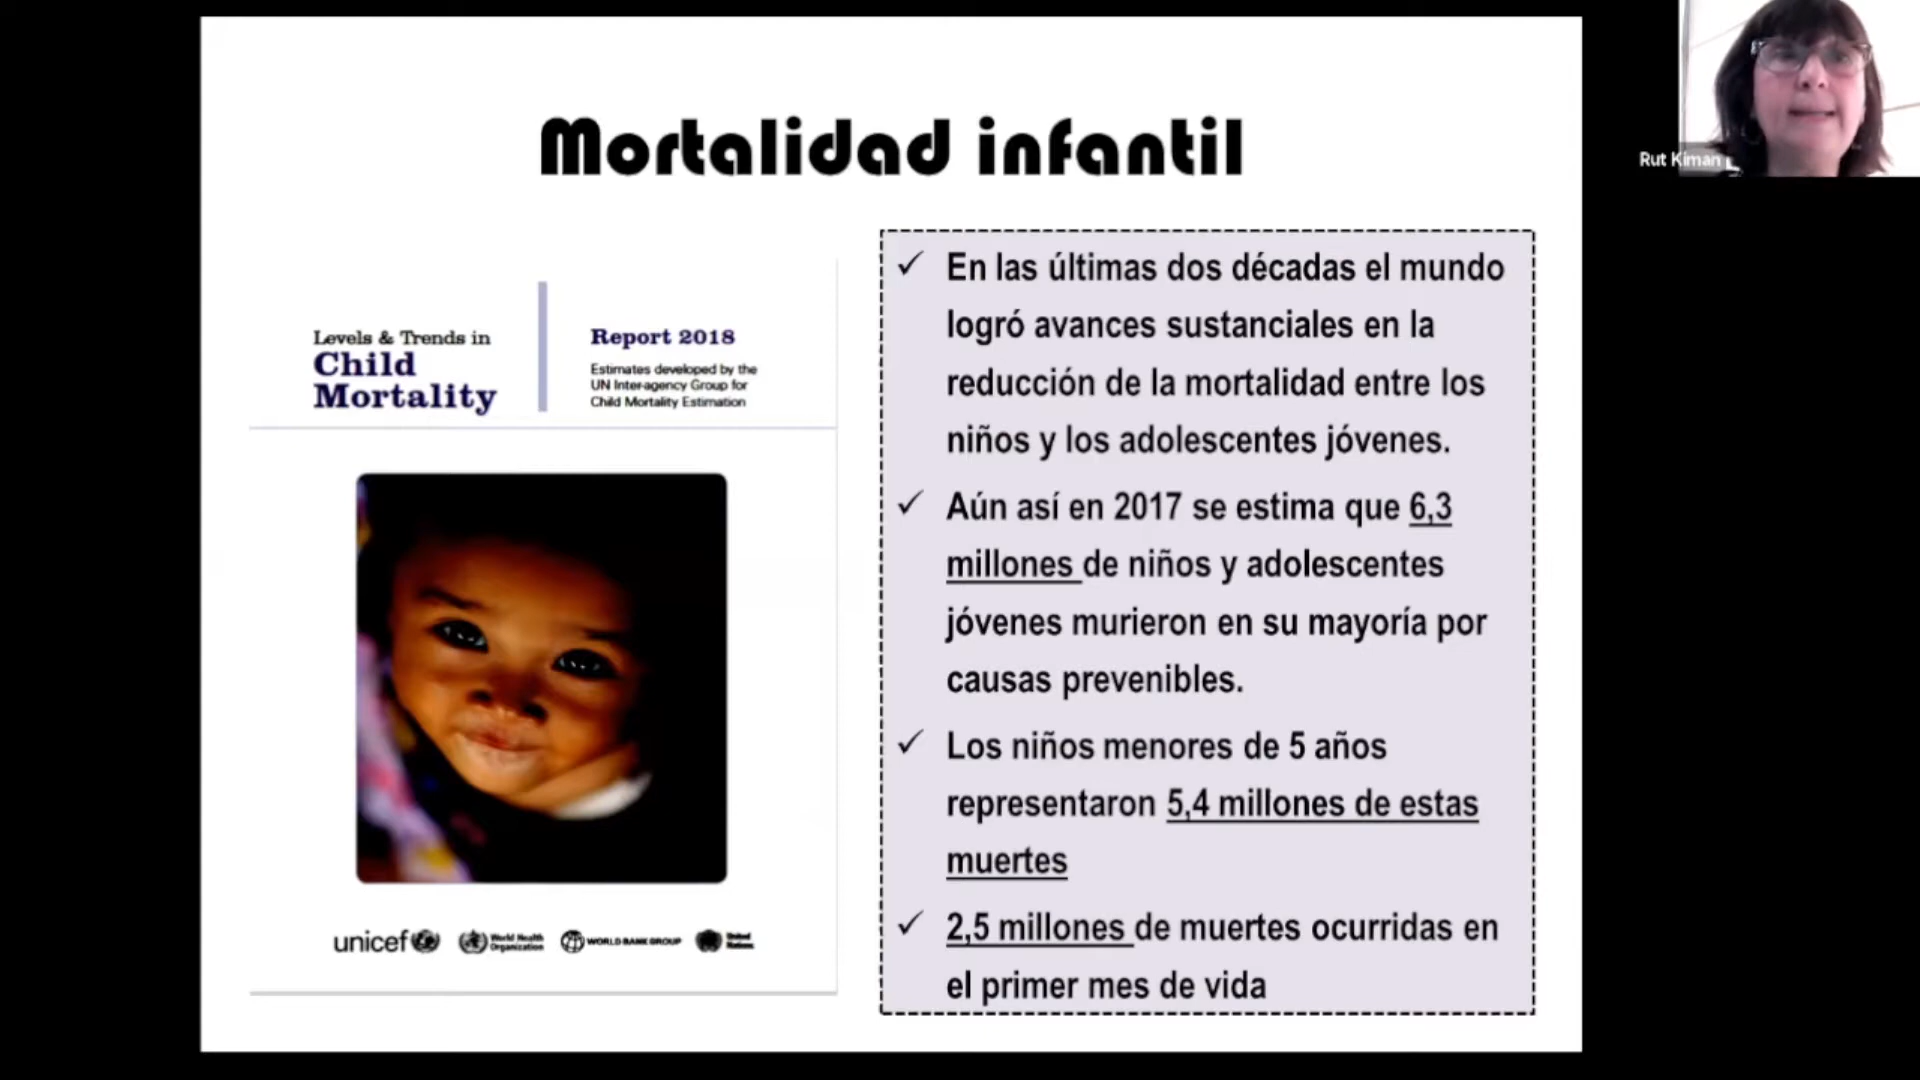 Mortalidad infantil
Rut Kiman
Levels & Trends in
Child
Mortality
Report 2018
Estimates developed by the
UN Inter-agency Group for
Child Mortality Estimation
unicef
World Health
Organization
WORLD BANK GROUP
United
Nations
✓ En las últimas dos décadas el mundo
logró avances sustanciales en la
reducción de la mortalidad entre los
niños y los adolescentes jóvenes.
✓ Aún así en 2017 se estima que 6,3
millones de niños y adolescentes
jóvenes murieron en su mayoría por
causas prevenibles.
✓ Los niños menores de 5 años
representaron 5,4 millones de estas
muertes
✓ 2,5 millones de muertes ocurridas en
el primer mes de vida